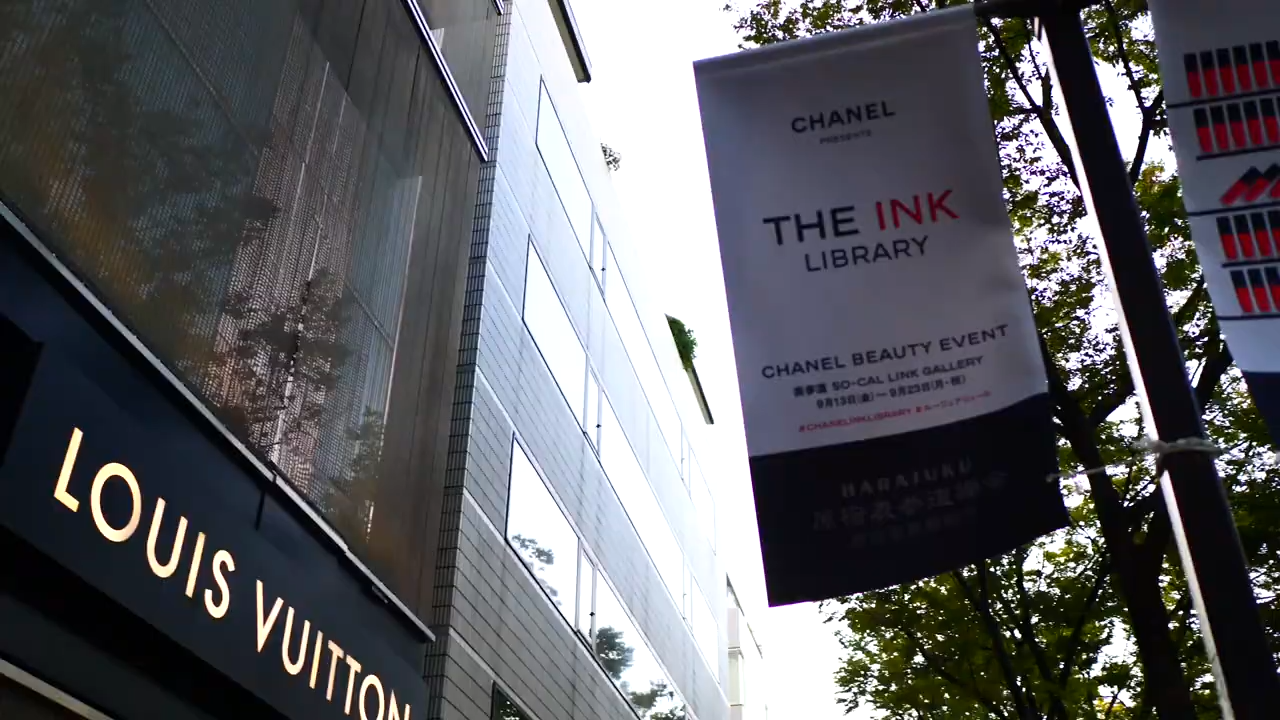 LOUIS VUITTON
CHANEL
PRESENTS
THE INK
LIBRARY
CHANEL BEAUTY EVENT
表参道 SO-CAL LINK GALLERY
9月13日(金)〜9月23日(月・祝)
#CHANELINKLIBRARY
HARAJUKU